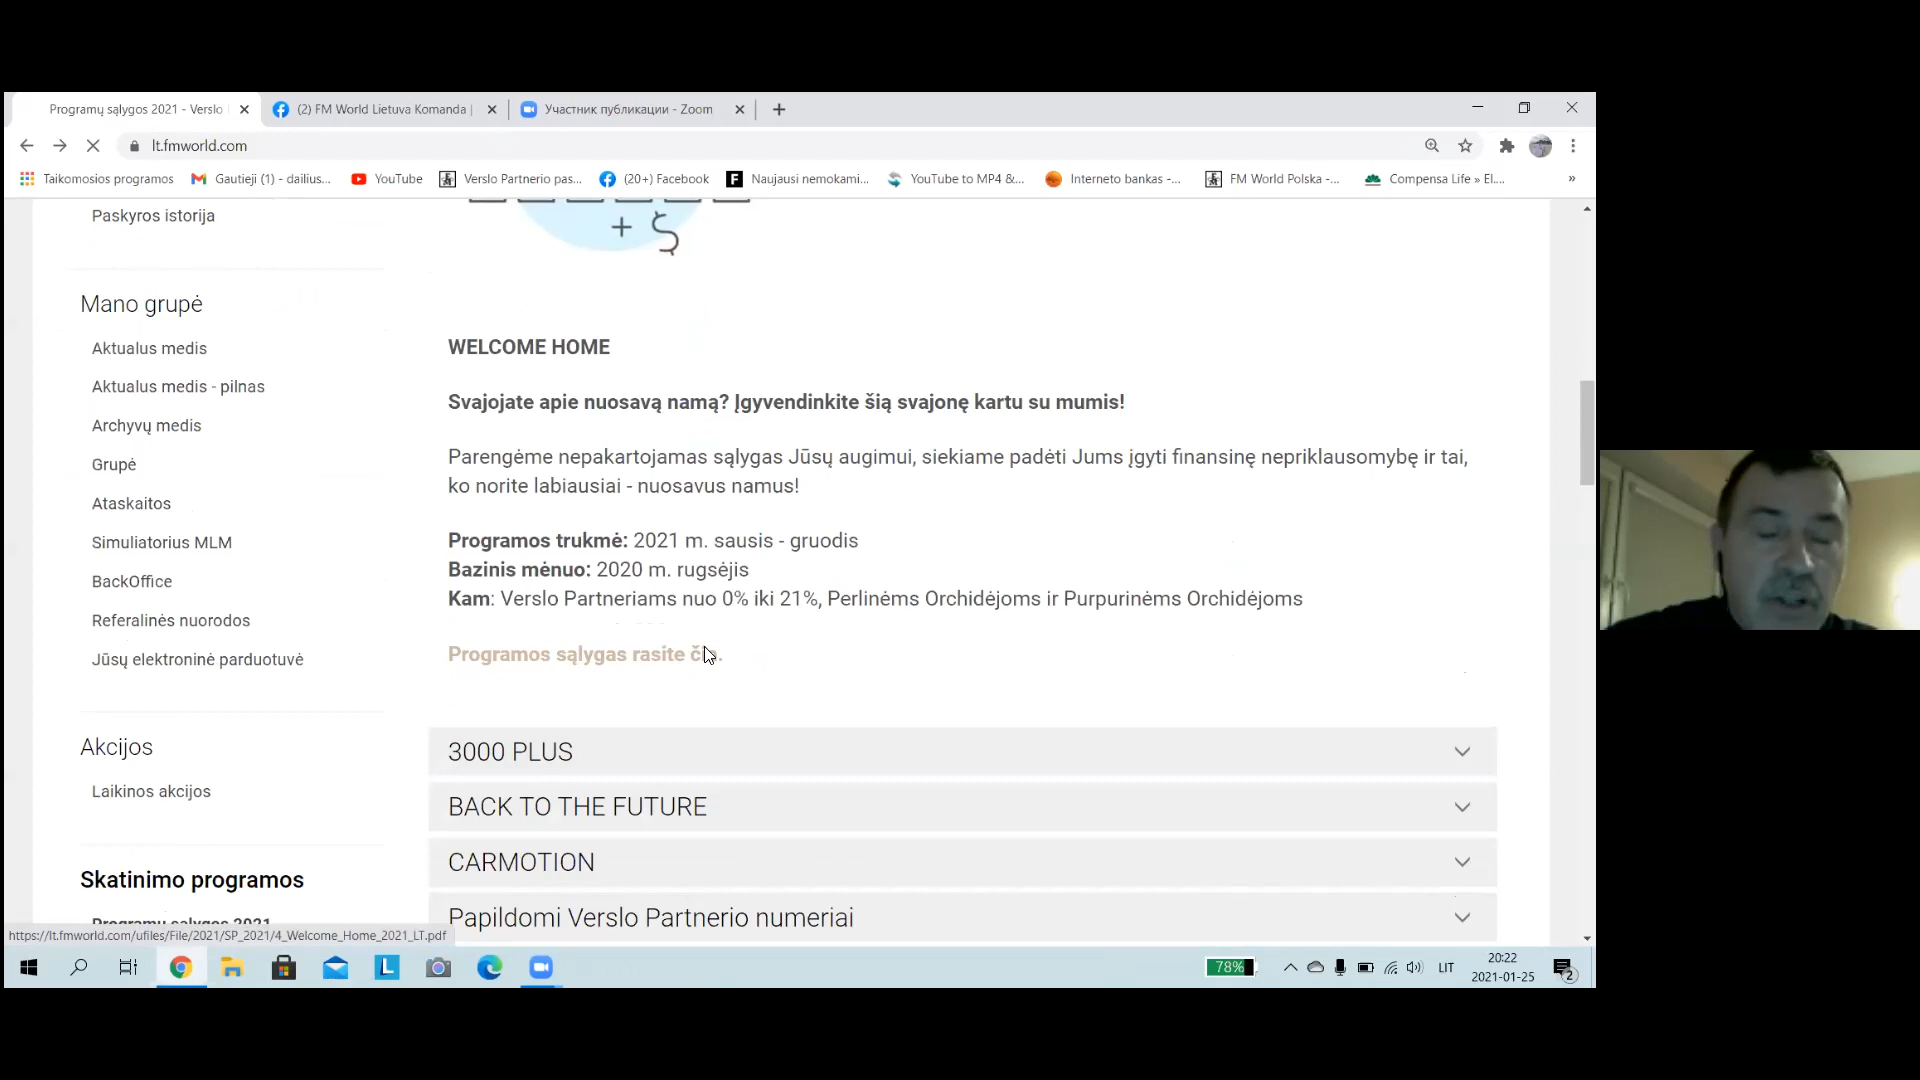 Programų sąlygos 2021 - Verslo
(2) FM World Lietuva Komanda |
Участник публикации - Zoom
lt.fmworld.com
Taikomosios programos
Gautieji (1) - dailius...
YouTube
Verslo Partnerio pas...
(20+) Facebook
Naujausi nemokami...
YouTube to MP4 &...
Interneto bankas -...
FM World Polska -...
Compensa Life » El....
»
Paskyros istorija
Mano grupė
Aktualus medis
Aktualus medis - pilnas
Archyvų medis
Grupė
Ataskaitos
Simuliatorius MLM
BackOffice
Referalinės nuorodos
Jūsų elektroninė parduotuvė
Akcijos
Laikinos akcijos
Skatinimo programos
Programų sąlygos 2021
WELCOME HOME
Svajojate apie nuosavą namą? Įgyvendinkite šią svajonę kartu su mumis!
Parengėme nepakartojamas sąlygas Jūsų augimui, siekiame padėti Jums įgyti finansinę nepriklausomybę ir tai,
ko norite labiausiai - nuosavus namus!
Programos trukmė: 2021 m. sausis - gruodis
Bazinis mėnuo: 2020 m. rugsėjis
Kam: Verslo Partneriams nuo 0% iki 21%, Perlinėms Orchidėjoms ir Purpurinėms Orchidėjoms
Programos sąlygas rasite čia.
3000 PLUS
BACK TO THE FUTURE
CARMOTION
Papildomi Verslo Partnerio numeriai
https://lt.fmworld.com/ufiles/File/2021/SP_2021/4_Welcome_Home_2021_LT.pdf
78%
LIT
20:22
2021-01-25
2